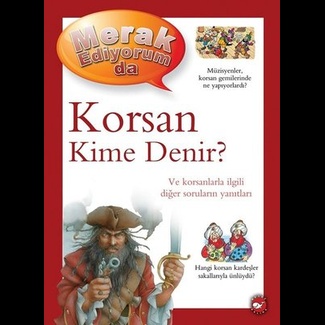 Merak
Ediyorum
da
Müzisyenler,
korsan gemilerinde
ne yapıyorlardı?
Korsan
Kime Denir?
Ve korsanlarla ilgili
diğer soruların yanıtları
Hangi korsan kardeşler
sakallarıyla ünlüydü?